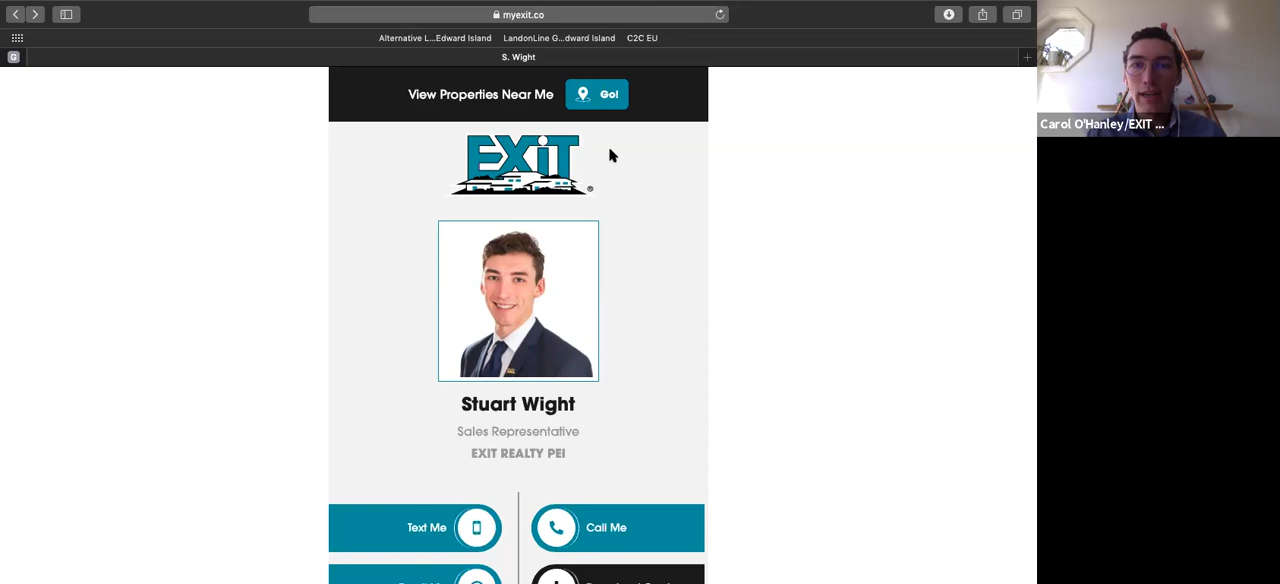 myexit.co
Alternative L...Edward Island LandonLine G...dward Island C2C EU
G
S. Wight
View Properties Near Me Go!
EXIT
®
Stuart Wight
Sales Representative
EXIT REALTY PEI
Text Me Call Me
Carol O'Hanley/EXIT ...